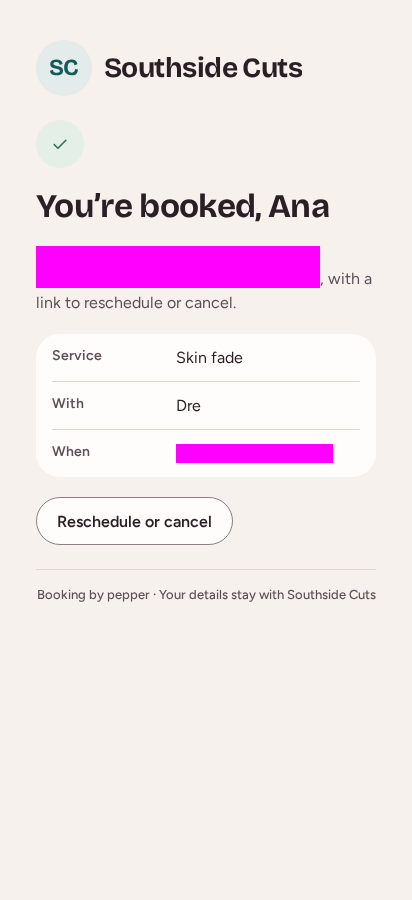 SC
Southside Cuts
You’re booked, Ana
, with a
link to reschedule or cancel.
Service
Skin fade
With
Dre
When
Reschedule or cancel
Booking by pepper · Your details stay with Southside Cuts